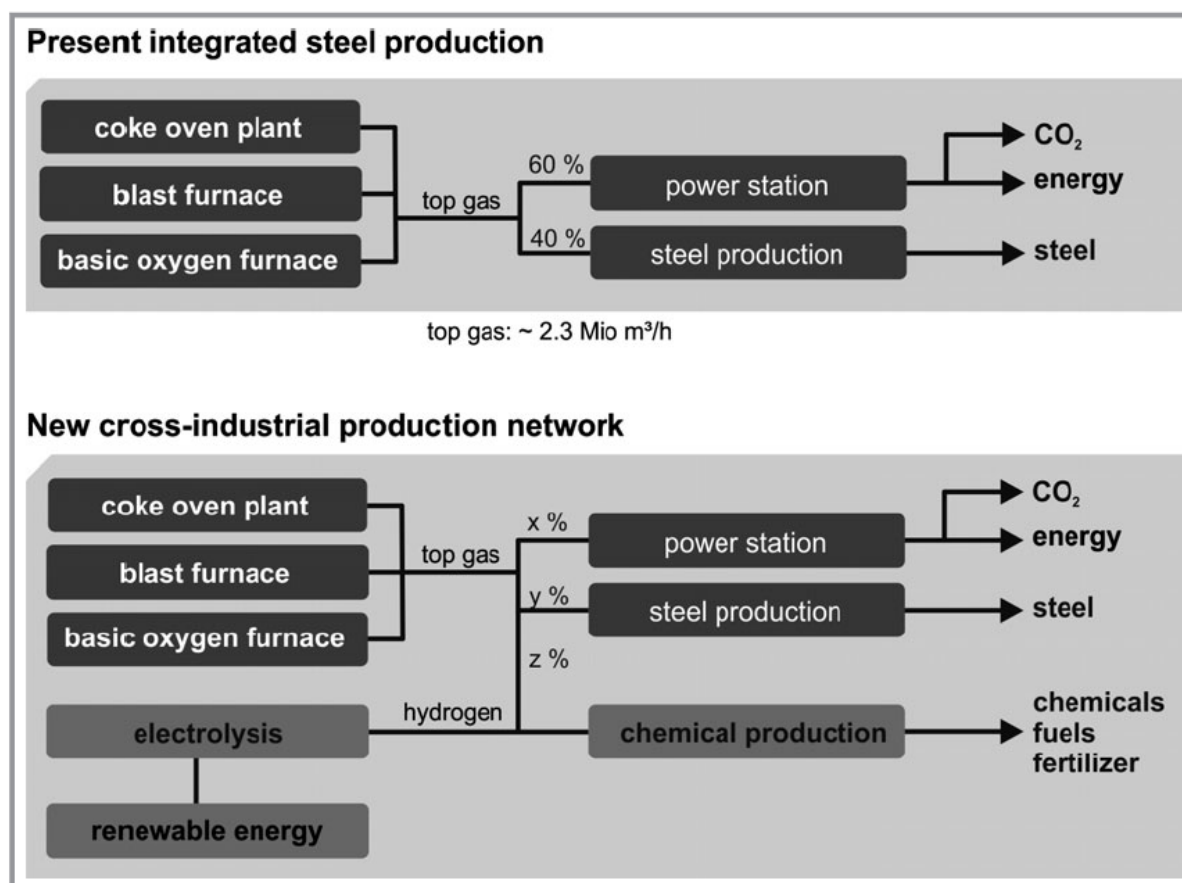 Present integrated steel production
coke oven plant
blast furnace
basic oxygen furnace
top gas
60 %
40 %
power station
steel production
CO₂
energy
steel
top gas: ~ 2.3 Mio m³/h
New cross-industrial production network
coke oven plant
blast furnace
basic oxygen furnace
electrolysis
renewable energy
top gas
hydrogen
x %
y %
z %
power station
steel production
chemical production
CO₂
energy
steel
chemicals
fuels
fertilizer